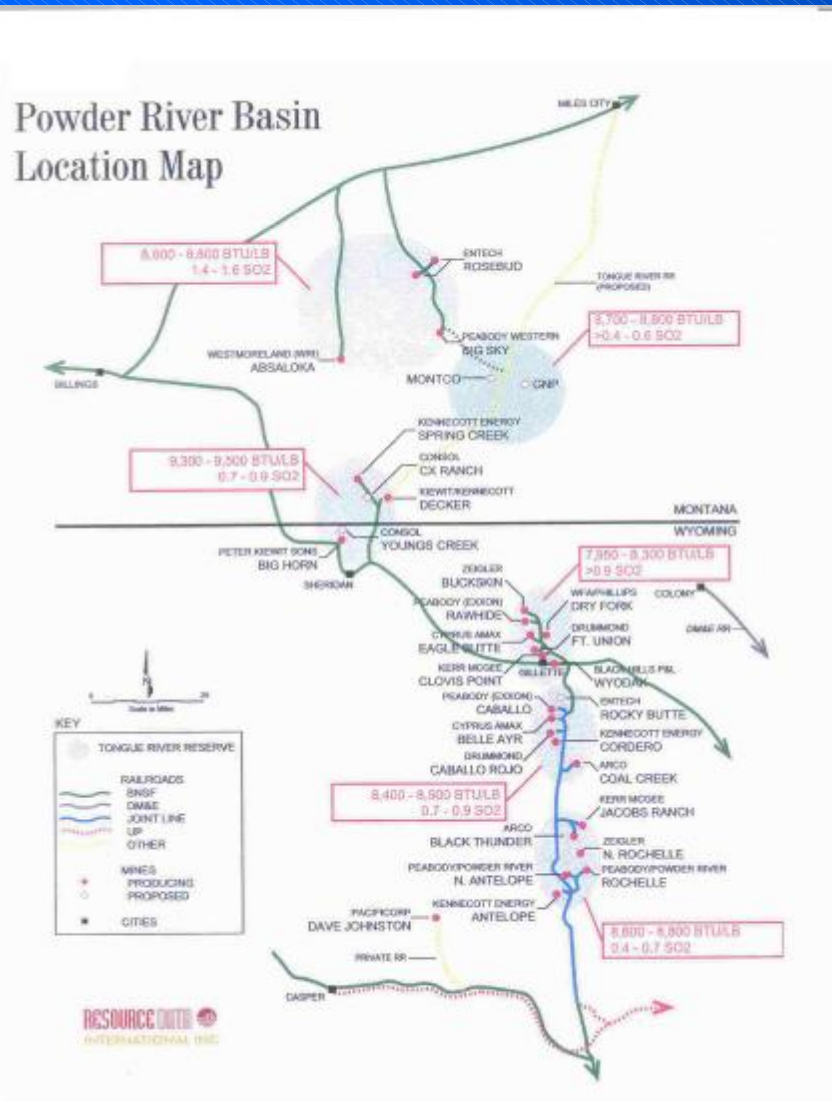 Powder River Basin
Location Map
MILES CITY
8,600 - 8,800 BTU/LB
1.4 - 1.6 SO2
ENTECH
ROSEBUD
TONGUE RIVER RR
(PROPOSED)
8,700 - 8,800 BTU/LB
>0.4 - 0.6 SO2
PEABODY WESTERN
BIG SKY
WESTMORELAND (WRI)
ABSALOKA
MONTCO
GNP
BILLINGS
KENNECOTT ENERGY
SPRING CREEK
CONSOL
CX RANCH
9,300 - 9,500 BTU/LB
0.7 - 0.9 SO2
KIEWIT/KENNECOTT
DECKER
MONTANA
WYOMING
CONSOL
YOUNGS CREEK
PETER KIEWIT SONS
BIG HORN
SHERIDAN
7,950 - 8,300 BTU/LB
>0.9 SO2
ZEIGLER
BUCKSKIN
WFA/PHILLIPS
DRY FORK
COLONY
PEABODY (EXXON)
RAWHIDE
DRUMMOND
FT. UNION
DM&E RR
CYPRUS AMAX
EAGLE BUTTE
KERR MCGEE
CLOVIS POINT
GILLETTE
BLACK HILLS P&L
WYODAK
PEABODY (EXXON)
CABALLO
ENTECH
ROCKY BUTTE
CYPRUS AMAX
BELLE AYR
KENNECOTT ENERGY
CORDERO
DRUMMOND
CABALLO ROJO
ARCO
COAL CREEK
8,400 - 8,500 BTU/LB
0.7 - 0.9 SO2
KERR MCGEE
JACOBS RANCH
ARCO
BLACK THUNDER
ZEIGLER
N. ROCHELLE
PEABODY/POWDER RIVER
N. ANTELOPE
PEABODY/POWDER RIVER
ROCHELLE
KENNECOTT ENERGY
ANTELOPE
PACIFICORP
DAVE JOHNSTON
8,600 - 8,800 BTU/LB
0.4 - 0.7 SO2
PRIVATE RR
CASPER
N
Scale in Miles
KEY
TONGUE RIVER RESERVE
RAILROADS
BNSF
DM&E
JOINT LINE
UP
OTHER
MINES
PRODUCING
PROPOSED
CITIES
RESOURCE DATA
INTERNATIONAL INC